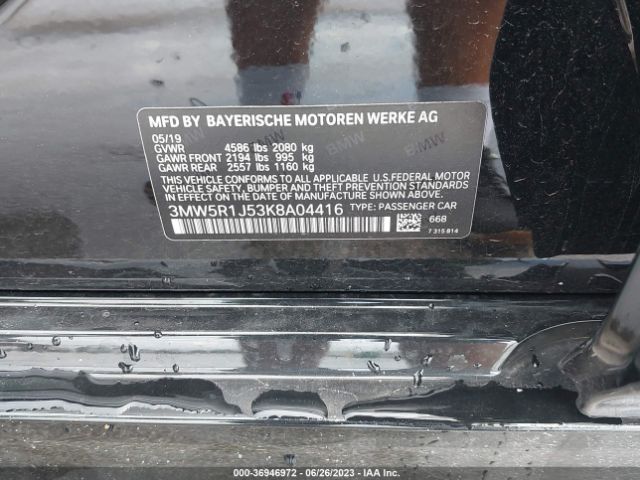 MFD BY BAYERISCHE MOTOREN WERKE AG
05/19
GVWR 4586 lbs 2080 kg
GAWR FRONT 2194 lbs 995 kg
GAWR REAR 2557 lbs 1160 kg
THIS VEHICLE CONFORMS TO ALL APPLICABLE U.S.FEDERAL MOTOR
VEHICLE SAFETY, BUMPER, AND THEFT PREVENTION STANDARDS
IN EFFECT ON THE DATE OF MANUFACTURE SHOWN ABOVE.
3MW5R1J53K8A04416 TYPE: PASSENGER CAR
668
7 315 814
BMW
BMW
BMW
000-36946972 / 06/26/2023 / IAA Inc.